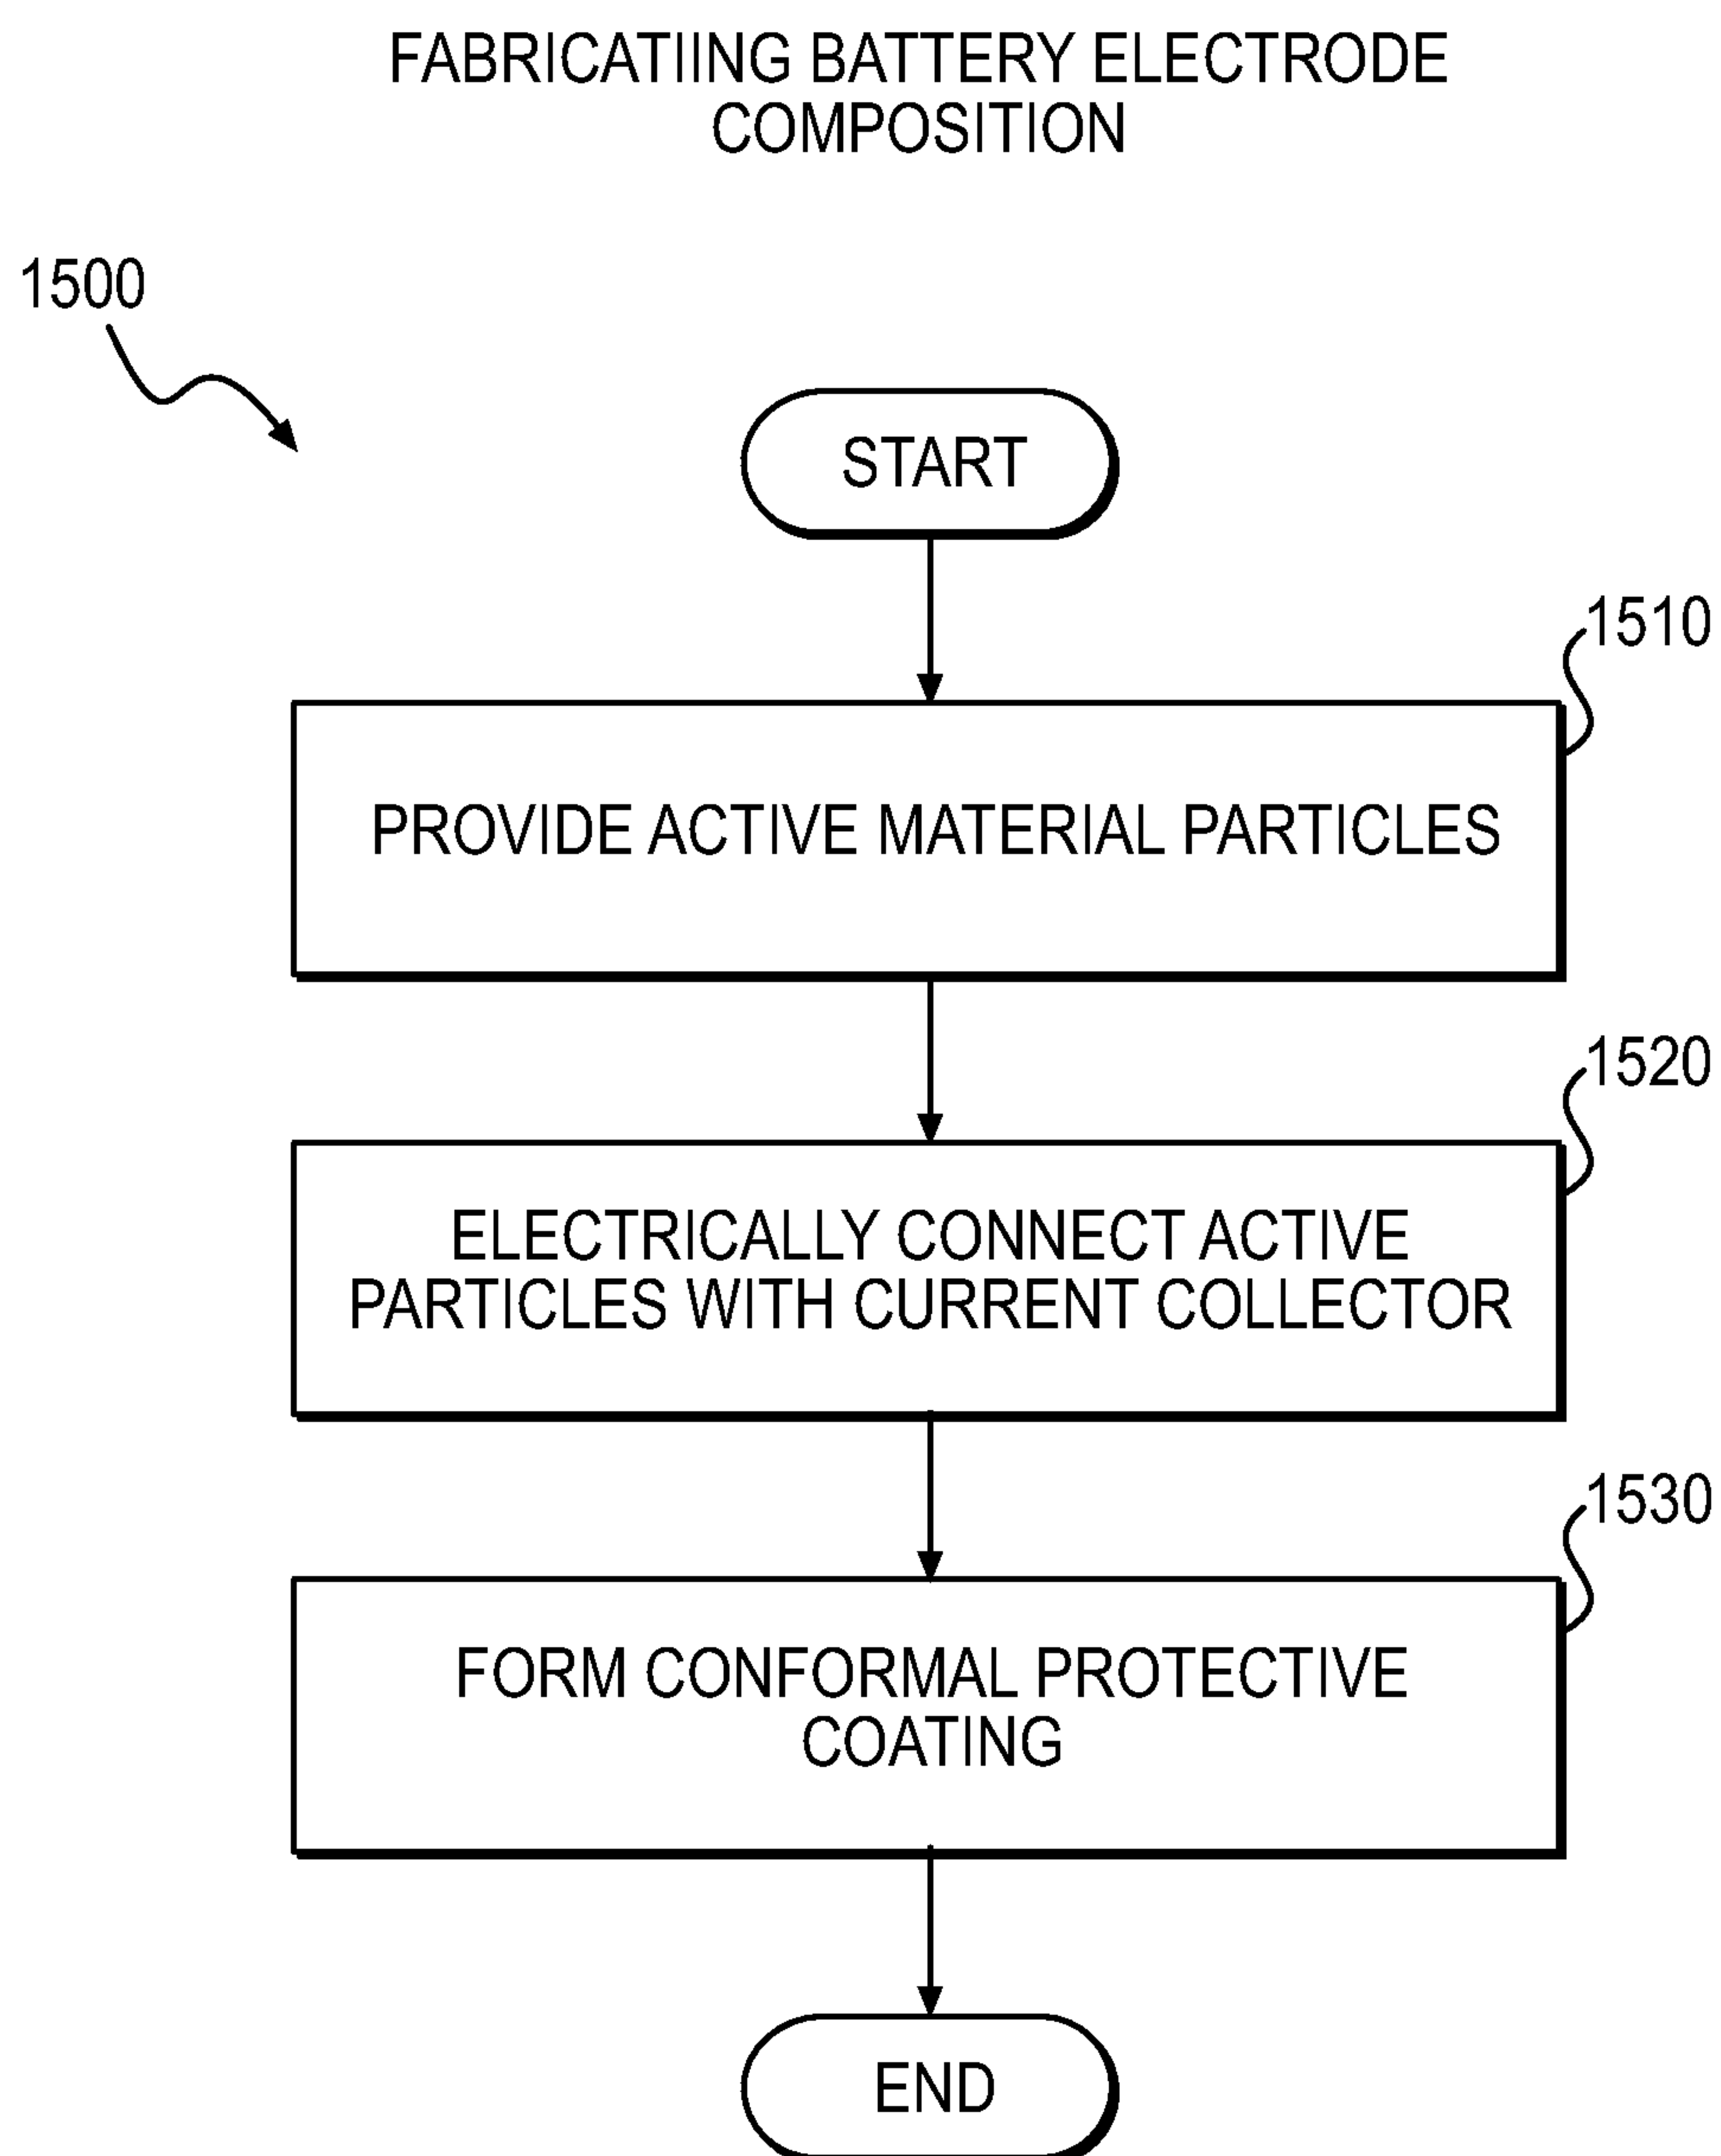 FABRICATIING BATTERY ELECTRODE
COMPOSITION
1500
START
1510
PROVIDE ACTIVE MATERIAL PARTICLES
1520
ELECTRICALLY CONNECT ACTIVE
PARTICLES WITH CURRENT COLLECTOR
1530
FORM CONFORMAL PROTECTIVE
COATING
END